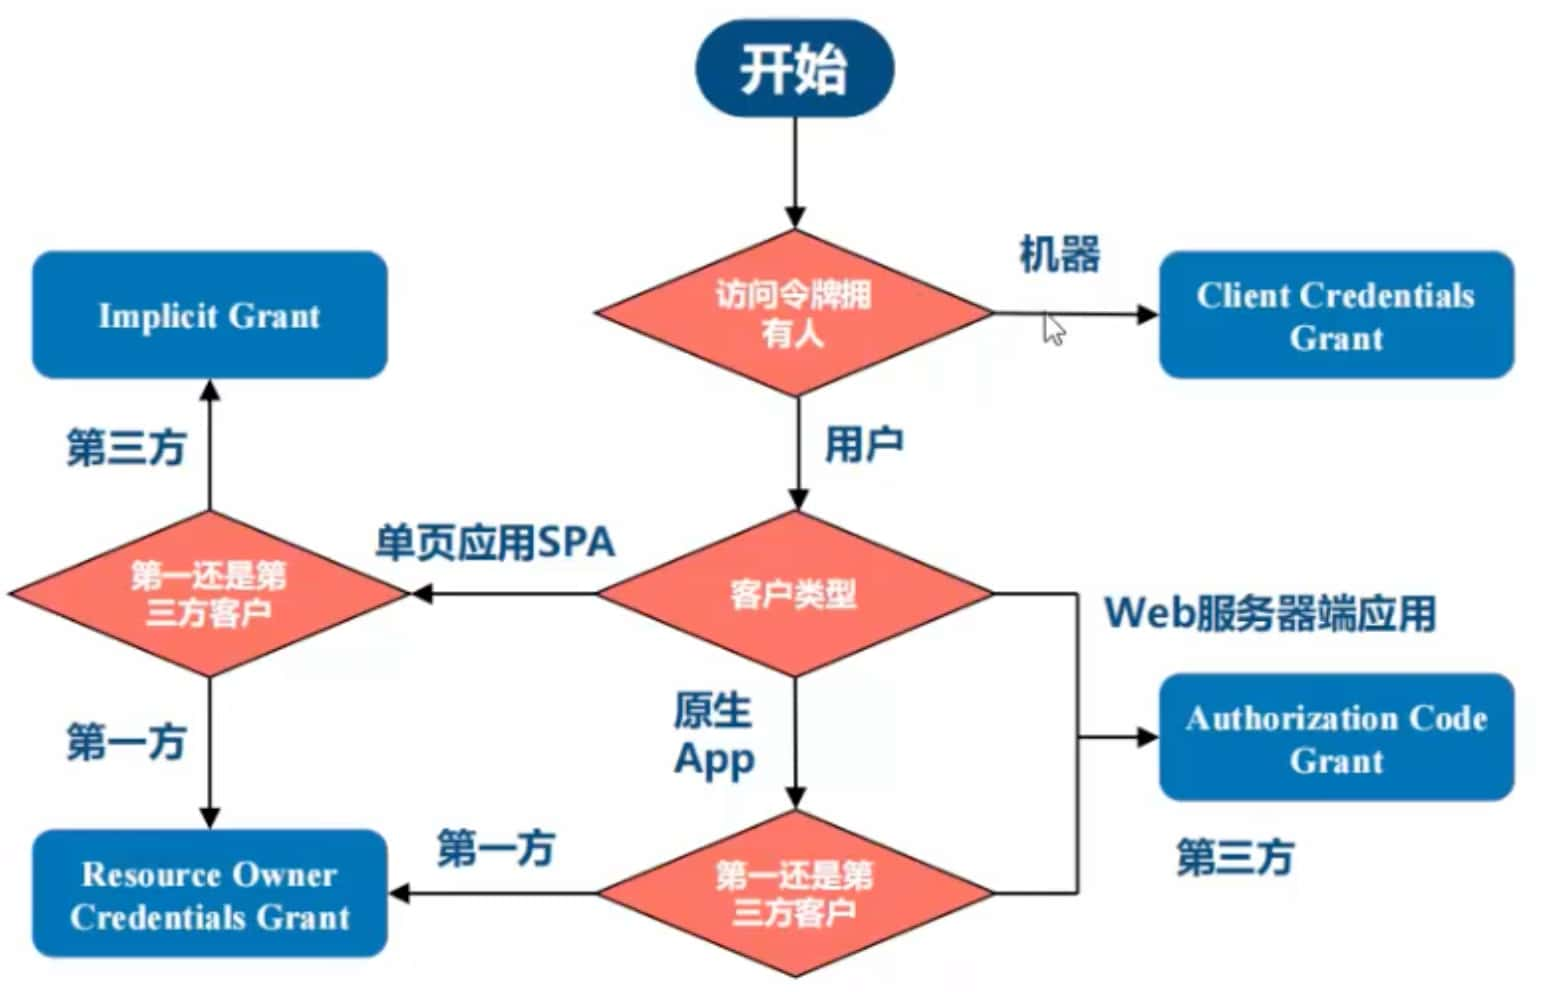 开始
机器
访问令牌拥
有人
Client Credentials
Grant
Implicit Grant
用户
第三方
单页应用SPA
第一还是第
三方客户
客户类型
Web服务器端应用
原生
App
第一方
Authorization Code
Grant
第一方
第三方
Resource Owner
Credentials Grant
第一还是第
三方客户